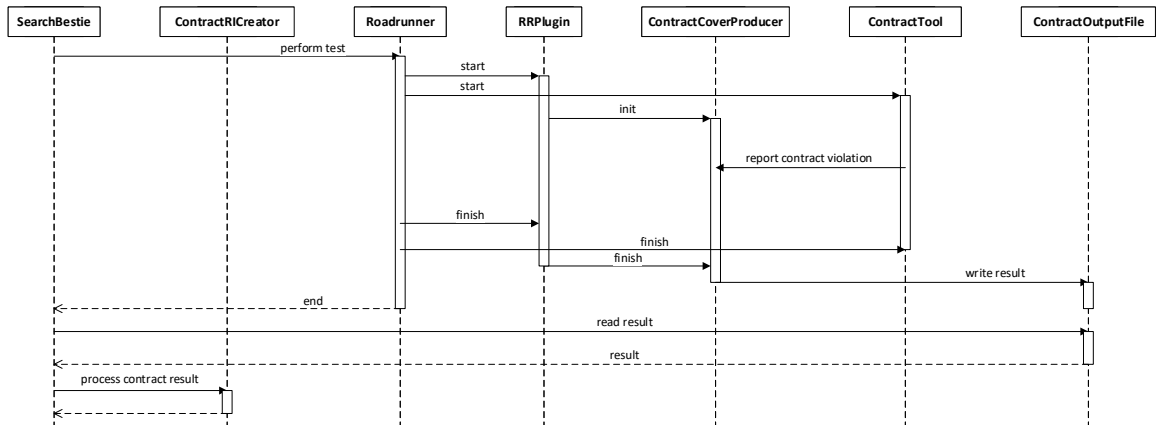 SearchBestie
ContractRICreator
Roadrunner
RRPlugin
ContractCoverProducer
ContractTool
ContractOutputFile
perform test
start
start
init
report contract violation
finish
finish
finish
write result
end
read result
result
process contract result